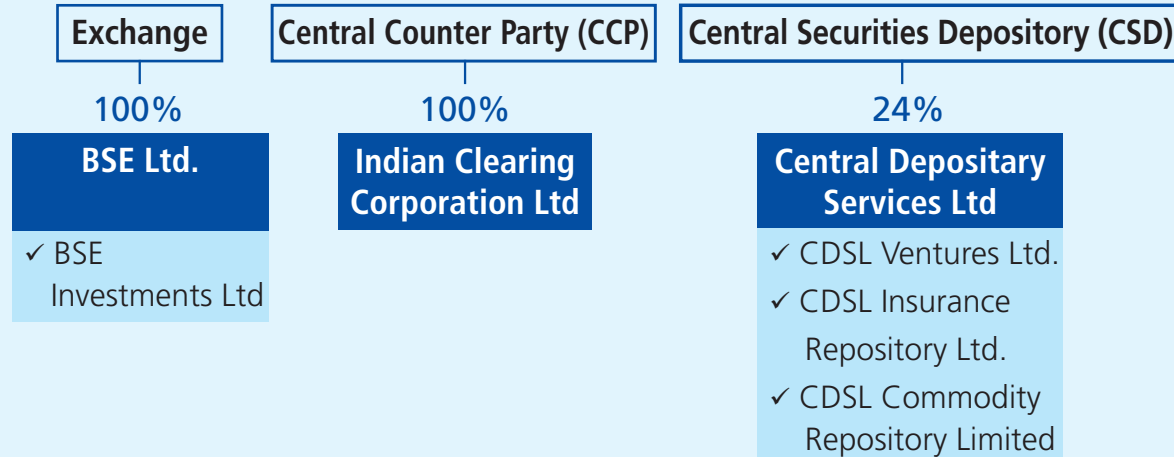 Exchange
100%
BSE Ltd.
✓ BSE
Investments Ltd
Central Counter Party (CCP)
100%
Indian Clearing
Corporation Ltd
Central Securities Depository (CSD)
24%
Central Depositary
Services Ltd
✓ CDSL Ventures Ltd.
✓ CDSL Insurance
Repository Ltd.
✓ CDSL Commodity
Repository Limited